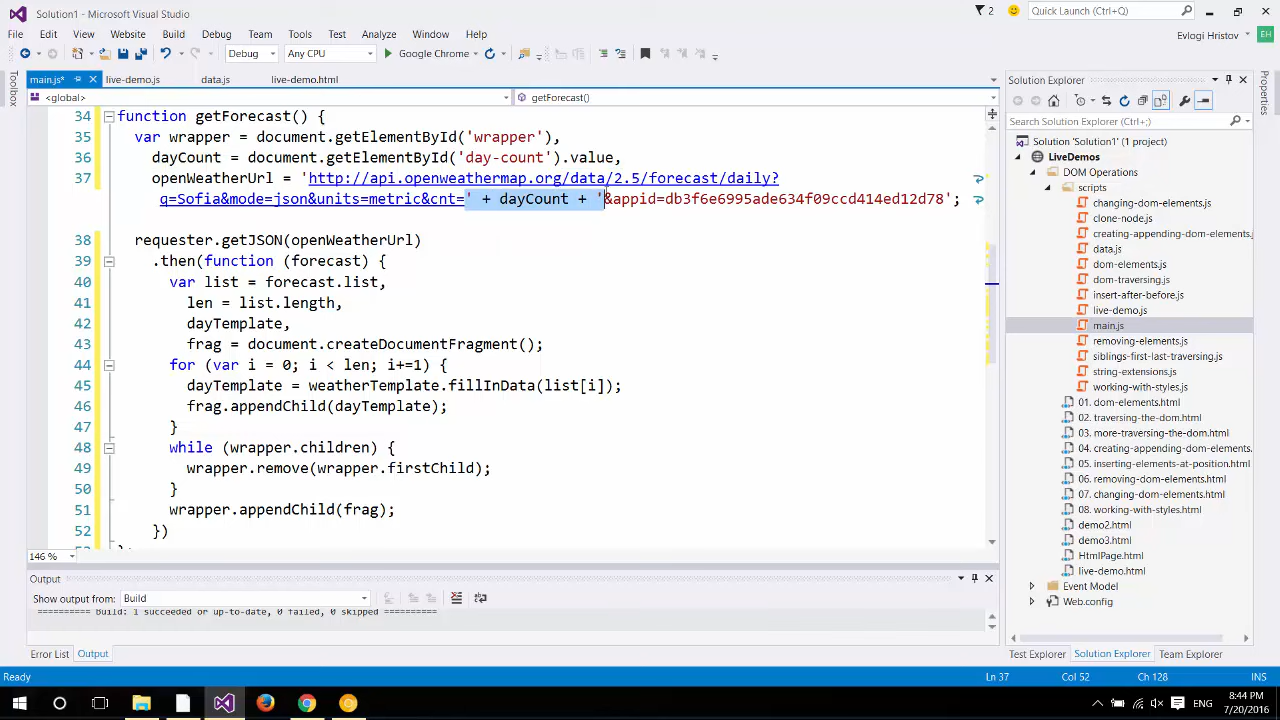 Solution1 - Microsoft Visual Studio
2
Quick Launch (Ctrl+Q)
File Edit View Website Build Debug Team Tools Test Analyze Window Help
Evlogi Hristov
EH
Debug Any CPU Google Chrome
main.js* live-demo.js data.js live-demo.html
Toolbox
<global> getForecast()
34 function getForecast() {
35 var wrapper = document.getElementById('wrapper'),
36 dayCount = document.getElementById('day-count').value,
37 openWeatherUrl = 'http://api.openweathermap.org/data/2.5/forecast/daily?
q=Sofia&mode=json&units=metric&cnt=' + dayCount + '&appid=db3f6e6995ade634f09ccd414ed12d78';
38 requester.getJSON(openWeatherUrl)
39 .then(function (forecast) {
40 var list = forecast.list,
41 len = list.length,
42 dayTemplate,
43 frag = document.createDocumentFragment();
44 for (var i = 0; i < len; i+=1) {
45 dayTemplate = weatherTemplate.fillInData(list[i]);
46 frag.appendChild(dayTemplate);
47 }
48 while (wrapper.children) {
49 wrapper.remove(wrapper.firstChild);
50 }
51 wrapper.appendChild(frag);
52 })
146 %
Output
Show output from: Build
========== Build: 1 succeeded or up-to-date, 0 failed, 0 skipped ==========
Error List Output
Solution Explorer
Search Solution Explorer (Ctrl+;)
Solution 'Solution1' (1 project)
LiveDemos
DOM Operations
scripts
changing-dom-elements.js
clone-node.js
creating-appending-dom-elements.
data.js
dom-elements.js
dom-traversing.js
insert-after-before.js
live-demo.js
main.js
removing-elements.js
siblings-first-last-traversing.js
string-extensions.js
working-with-styles.js
01. dom-elements.html
02. traversing-the-dom.html
03. more-traversing-the-dom.html
04. creating-appending-dom-element
05. inserting-elements-at-position.html
06. removing-dom-elements.html
07. changing-dom-elements.html
08. working-with-styles.html
demo2.html
demo3.html
HtmlPage.html
live-demo.html
Event Model
Web.config
Test Explorer Solution Explorer Team Explorer
Properties
Ready Ln 37 Col 52 Ch 128 INS
ENG
8:44 PM
7/20/2016